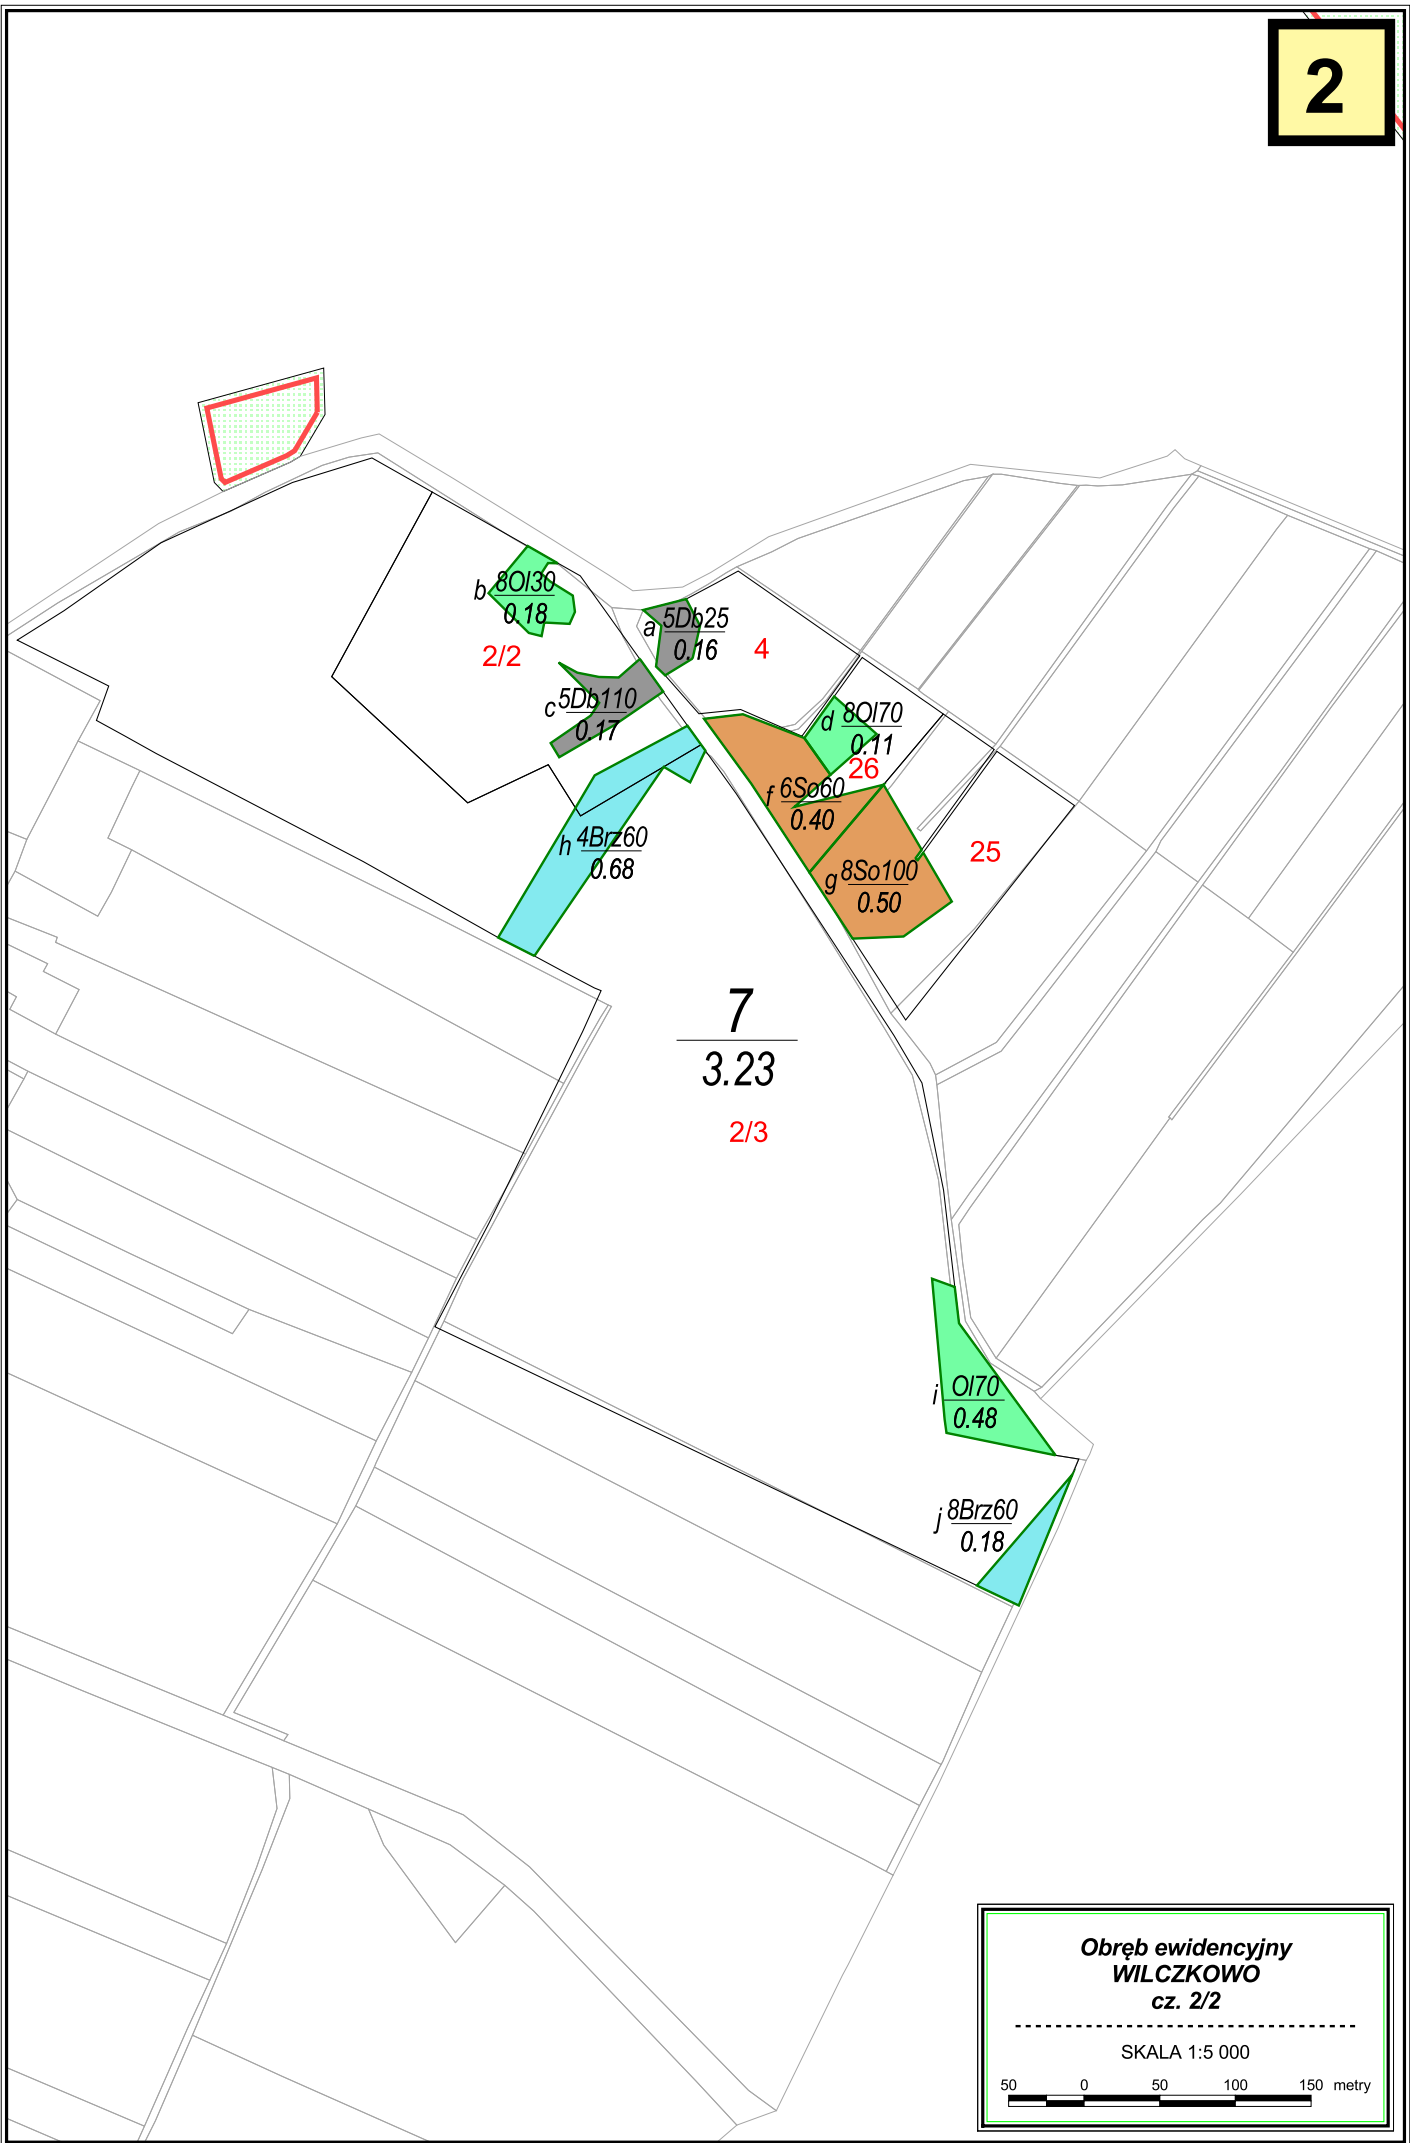 2
b 8Ol30
0.18
2/2
a 5Db25
0.16
4
c 5Db110
0.17
d 8Ol70
0.11
26
f 6So60
0.40
h 4Brz60
0.68
25
g 8So100
0.50
7
3.23
2/3
i Ol70
0.48
j 8Brz60
0.18
Obręb ewidencyjny
WILCZKOWO
cz. 2/2
SKALA 1:5 000
50 0 50 100 150 metry